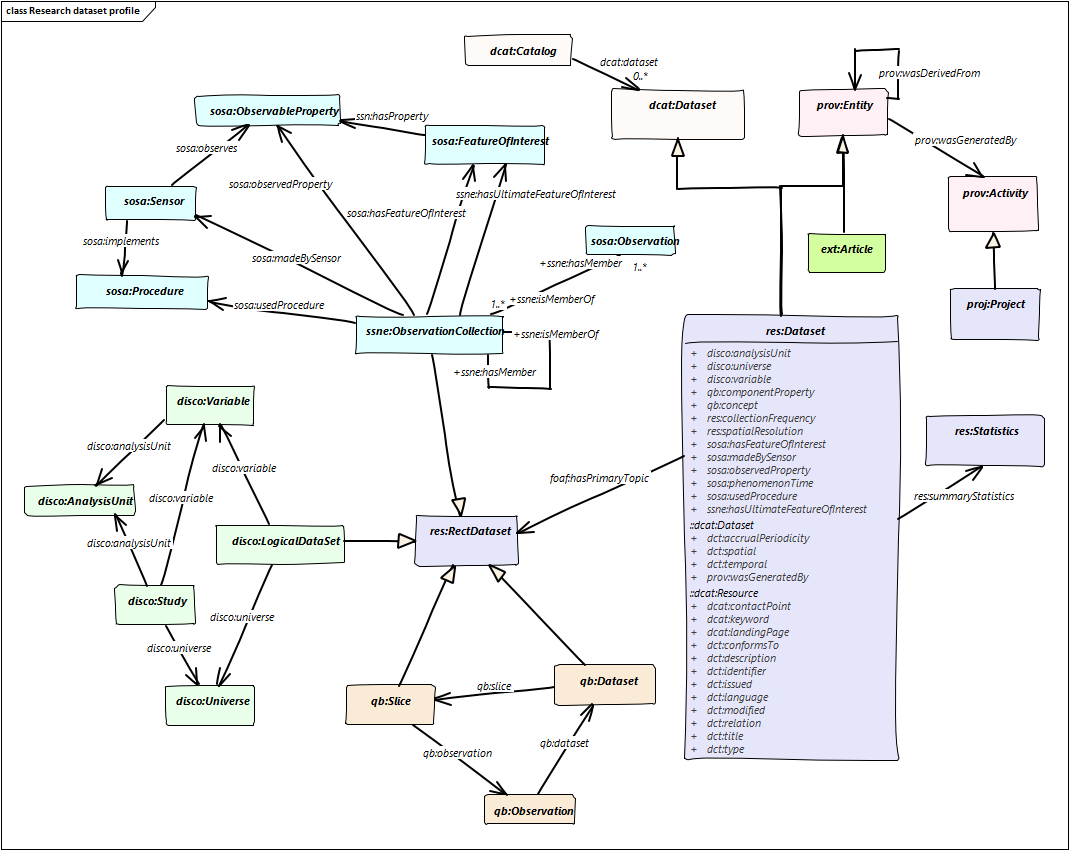 class Research dataset profile
dcat:Catalog
dcat:dataset
0..*
dcat:Dataset
prov:wasDerivedFrom
prov:Entity
prov:wasGeneratedBy
prov:Activity
sosa:ObservableProperty
ssn:hasProperty
sosa:FeatureOfInterest
sosa:observes
sosa:observedProperty
ssne:hasUltimateFeatureOfInterest
sosa:Sensor
sosa:hasFeatureOfInterest
sosa:implements
sosa:madeBySensor
sosa:Observation
+ssne:hasMember
1..*
ext:Article
sosa:Procedure
sosa:usedProcedure
1..*
+ssne:isMemberOf
proj:Project
ssne:ObservationCollection
+ssne:isMemberOf
+ssne:hasMember
res:Dataset
+ disco:analysisUnit
+ disco:universe
+ disco:variable
+ qb:componentProperty
+ qb:concept
+ res:collectionFrequency
+ res:spatialResolution
+ sosa:hasFeatureOfInterest
+ sosa:madeBySensor
+ sosa:observedProperty
+ sosa:phenomenonTime
+ sosa:usedProcedure
+ ssne:hasUltimateFeatureOfInterest
::dcat:Dataset
+ dct:accrualPeriodicity
+ dct:spatial
+ dct:temporal
+ prov:wasGeneratedBy
::dcat:Resource
+ dcat:contactPoint
+ dcat:keyword
+ dcat:landingPage
+ dct:conformsTo
+ dct:description
+ dct:identifier
+ dct:issued
+ dct:language
+ dct:modified
+ dct:relation
+ dct:title
+ dct:type
res:Statistics
res:summaryStatistics
foaf:hasPrimaryTopic
disco:Variable
disco:analysisUnit
disco:variable
disco:AnalysisUnit
disco:variable
disco:analysisUnit
disco:LogicalDataSet
res:RectDataset
disco:Study
disco:universe
disco:universe
disco:Universe
qb:Slice
qb:slice
qb:Dataset
qb:observation
qb:dataset
qb:Observation